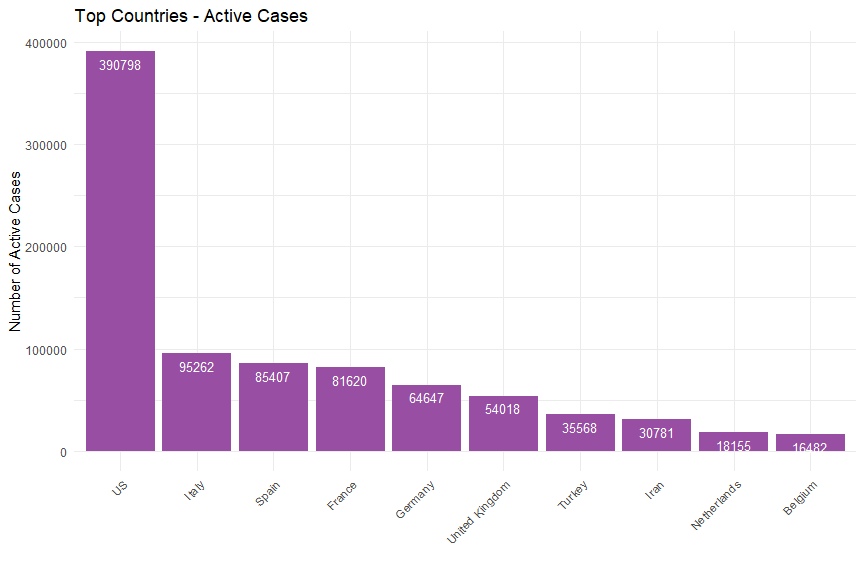 Top Countries - Active Cases
Number of Active Cases
400000
300000
200000
100000
0
390798
95262
85407
81620
64647
54018
35568
30781
18155
16482
US
Italy
Spain
France
Germany
United Kingdom
Turkey
Iran
Netherlands
Belgium